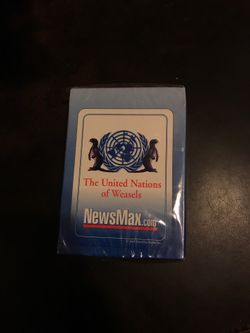 The United Nations
of Weasels
NewsMax.com